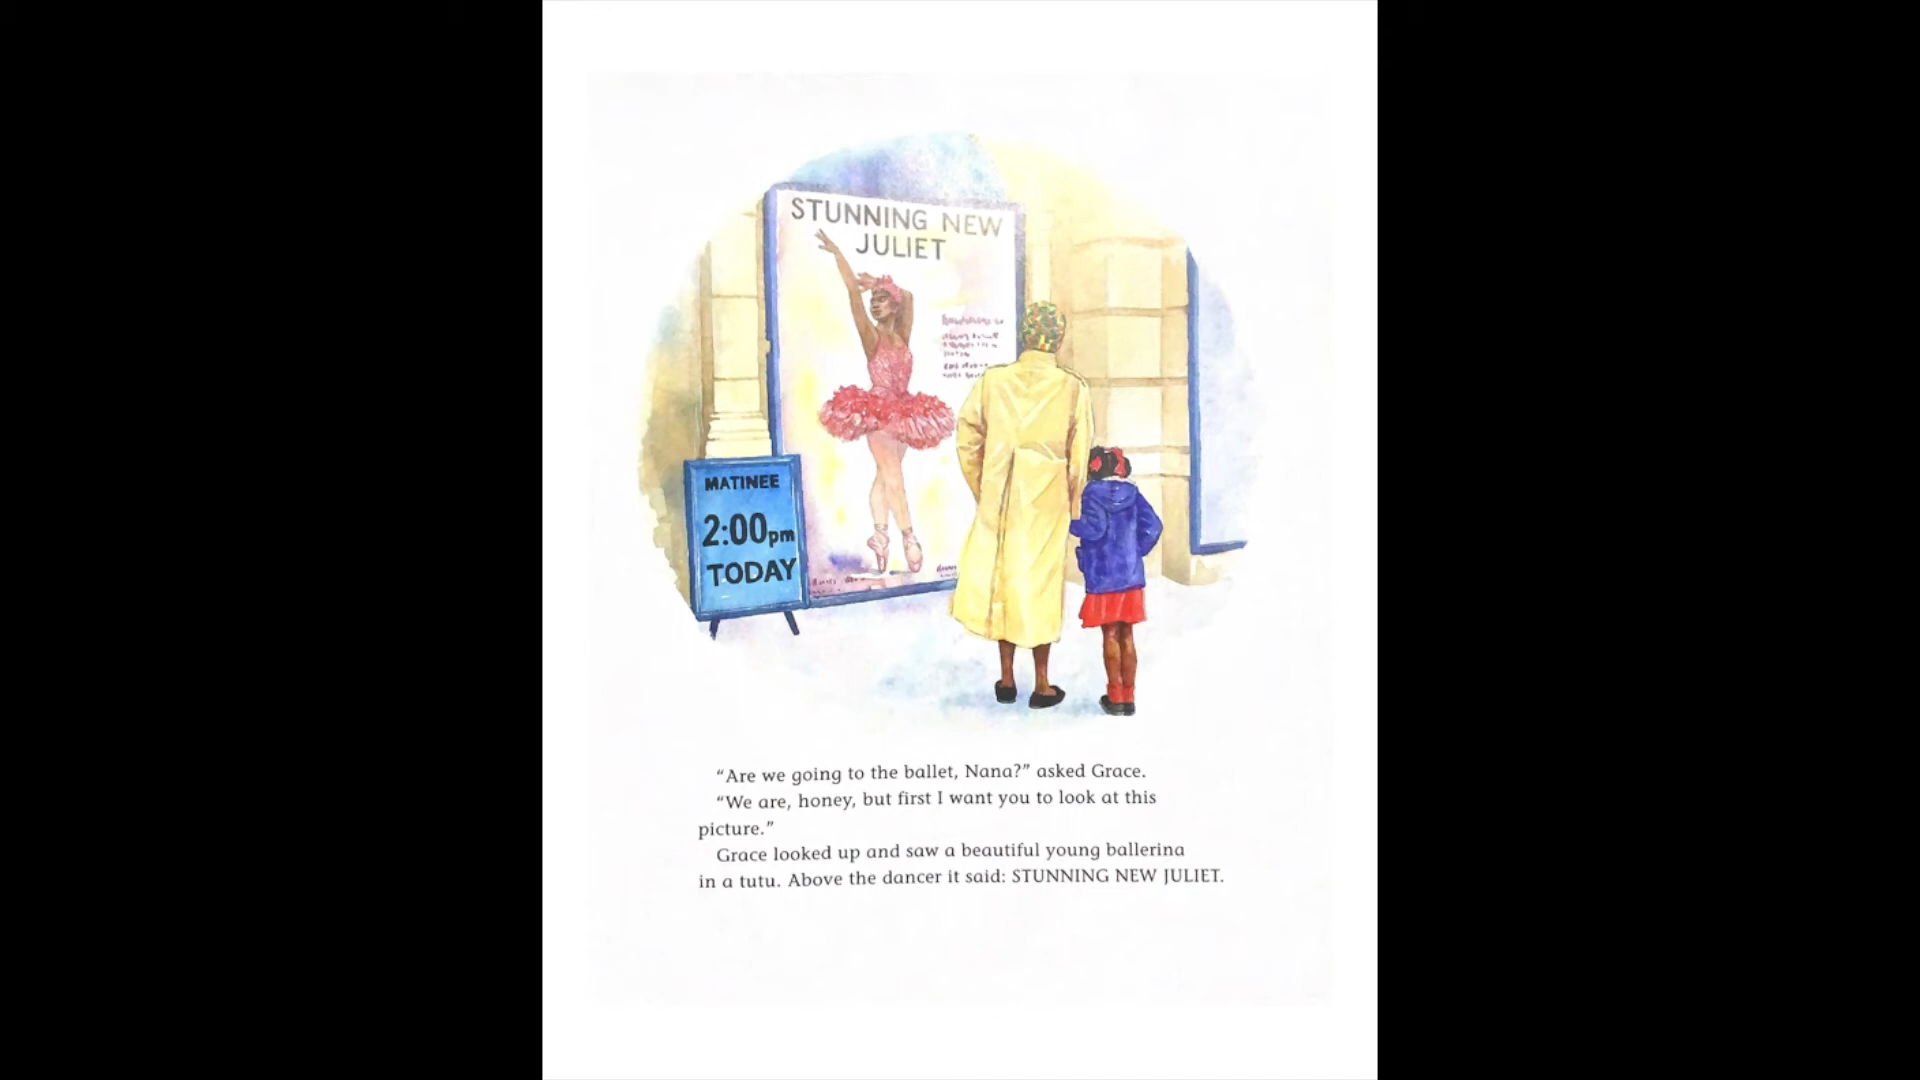 STUNNING NEW
JULIET
MATINEE
2:00pm
TODAY
“Are we going to the ballet, Nana?” asked Grace.
“We are, honey, but first I want you to look at this
picture.”
Grace looked up and saw a beautiful young ballerina
in a tutu. Above the dancer it said: STUNNING NEW JULIET.